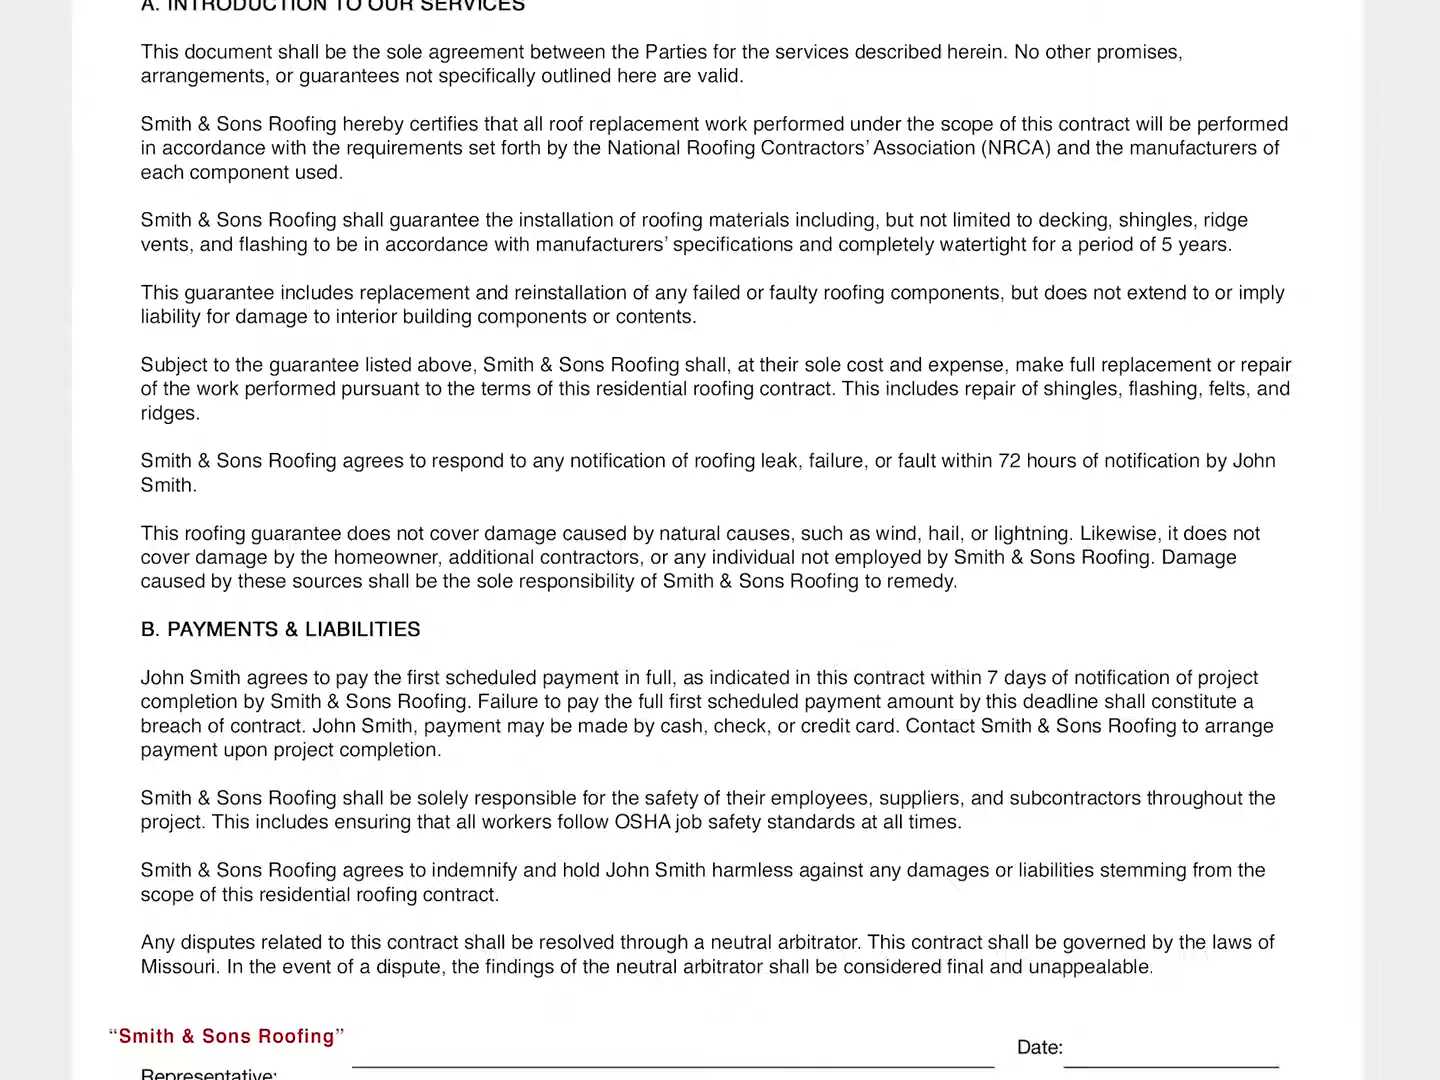 A. INTRODUCTION TO OUR SERVICES
This document shall be the sole agreement between the Parties for the services described herein. No other promises,
arrangements, or guarantees not specifically outlined here are valid.
Smith & Sons Roofing hereby certifies that all roof replacement work performed under the scope of this contract will be performed
in accordance with the requirements set forth by the National Roofing Contractors’ Association (NRCA) and the manufacturers of
each component used.
Smith & Sons Roofing shall guarantee the installation of roofing materials including, but not limited to decking, shingles, ridge
vents, and flashing to be in accordance with manufacturers’ specifications and completely watertight for a period of 5 years.
This guarantee includes replacement and reinstallation of any failed or faulty roofing components, but does not extend to or imply
liability for damage to interior building components or contents.
Subject to the guarantee listed above, Smith & Sons Roofing shall, at their sole cost and expense, make full replacement or repair
of the work performed pursuant to the terms of this residential roofing contract. This includes repair of shingles, flashing, felts, and
ridges.
Smith & Sons Roofing agrees to respond to any notification of roofing leak, failure, or fault within 72 hours of notification by John
Smith.
This roofing guarantee does not cover damage caused by natural causes, such as wind, hail, or lightning. Likewise, it does not
cover damage by the homeowner, additional contractors, or any individual not employed by Smith & Sons Roofing. Damage
caused by these sources shall be the sole responsibility of Smith & Sons Roofing to remedy.
B. PAYMENTS & LIABILITIES
John Smith agrees to pay the first scheduled payment in full, as indicated in this contract within 7 days of notification of project
completion by Smith & Sons Roofing. Failure to pay the full first scheduled payment amount by this deadline shall constitute a
breach of contract. John Smith, payment may be made by cash, check, or credit card. Contact Smith & Sons Roofing to arrange
payment upon project completion.
Smith & Sons Roofing shall be solely responsible for the safety of their employees, suppliers, and subcontractors throughout the
project. This includes ensuring that all workers follow OSHA job safety standards at all times.
Smith & Sons Roofing agrees to indemnify and hold John Smith harmless against any damages or liabilities stemming from the
scope of this residential roofing contract.
Any disputes related to this contract shall be resolved through a neutral arbitrator. This contract shall be governed by the laws of
Missouri. In the event of a dispute, the findings of the neutral arbitrator shall be considered final and unappealable.
“Smith & Sons Roofing”
Date:
Representative: